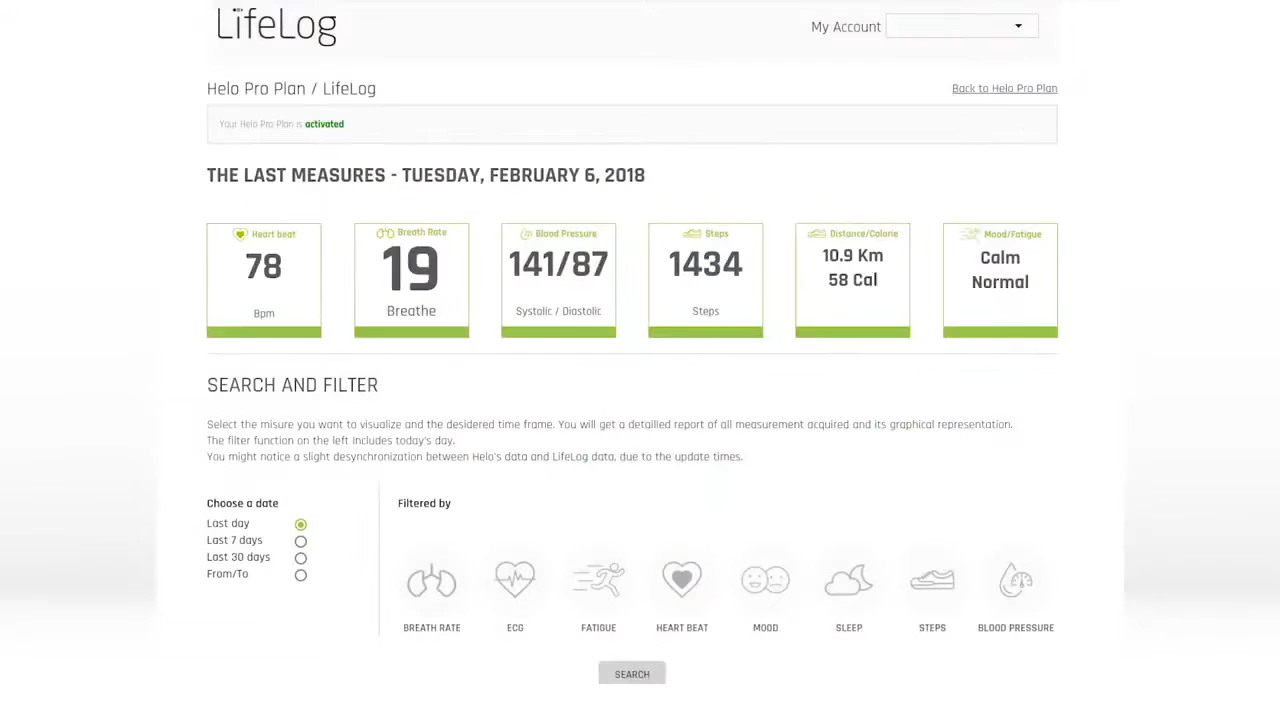 LifeLog
My Account
Helo Pro Plan / LifeLog
Back to Helo Pro Plan
Your Helo Pro Plan is activated
THE LAST MEASURES - TUESDAY, FEBRUARY 6, 2018
Heart beat
78
Bpm
Breath Rate
19
Breathe
Blood Pressure
141/87
Systolic / Diastolic
Steps
1434
Steps
Distance/Calorie
10.9 Km
58 Cal
Mood/Fatigue
Calm
Normal
SEARCH AND FILTER
Select the misure you want to visualize and the desidered time frame. You will get a detailled report of all measurement acquired and its graphical representation.
The filter function on the left includes today's day.
You might notice a slight desynchronization between Helo's data and LifeLog data, due to the update times.
Choose a date
Last day
Last 7 days
Last 30 days
From/To
Filtered by
BREATH RATE
ECG
FATIGUE
HEART BEAT
MOOD
SLEEP
STEPS
BLOOD PRESSURE
SEARCH